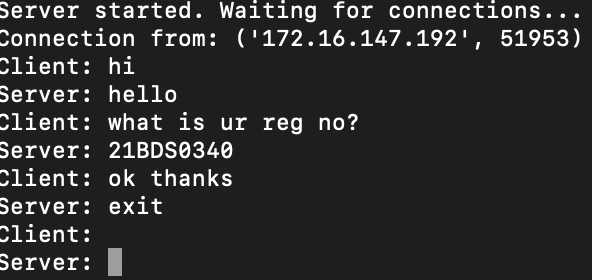 Server started. Waiting for connections...
Connection from: ('172.16.147.192', 51953)
Client: hi
Server: hello
Client: what is ur reg no?
Server: 21BDS0340
Client: ok thanks
Server: exit
Client:
Server: